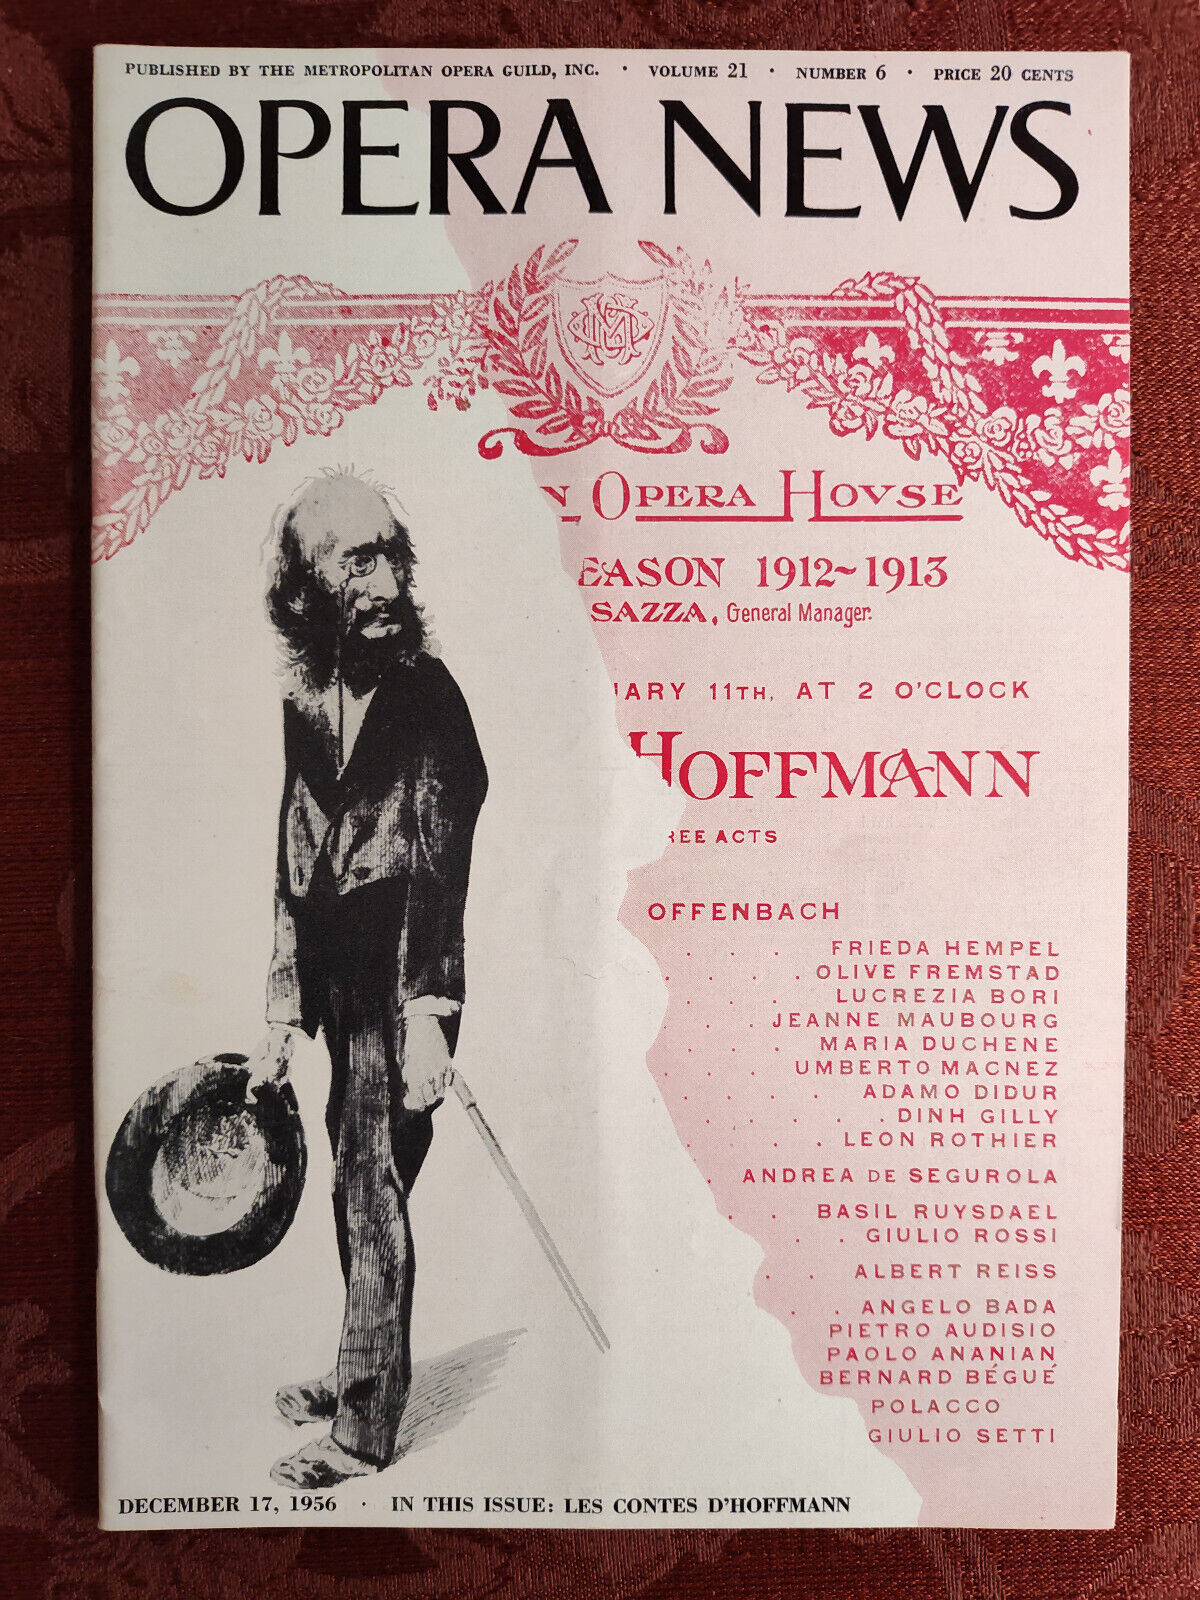 PUBLISHED BY THE METROPOLITAN OPERA GUILD, INC. · VOLUME 21 · NUMBER 6 · PRICE 20 CENTS
OPERA NEWS
N OPERA HOVSE
EASON 1912~1913
SAZZA, General Manager.
UARY 11TH, AT 2 O'CLOCK
HOFFMANN
REE ACTS
OFFENBACH
. . . . FRIEDA HEMPEL
. . . . . OLIVE FREMSTAD
. . . . LUCREZIA BORI
. . . JEANNE MAUBOURG
. . . . MARIA DUCHENE
. . . . UMBERTO MACNEZ
. . . . . ADAMO DIDUR
. . . . . . DINH GILLY
. . . . . LEON ROTHIER
. ANDREA DE SEGUROLA
. . . BASIL RUYSDAEL
. . GIULIO ROSSI
. . ALBERT REISS
. . ANGELO BADA
PIETRO AUDISIO
PAOLO ANANIAN
BERNARD BÉGUÉ
POLACCO
GIULIO SETTI
DECEMBER 17, 1956 · IN THIS ISSUE: LES CONTES D'HOFFMANN